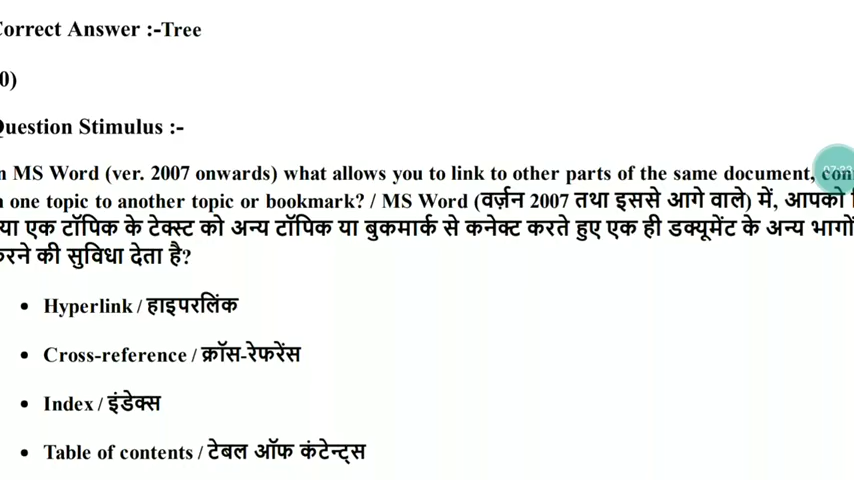 Correct Answer :-Tree
0)
Question Stimulus :-
n MS Word (ver. 2007 onwards) what allows you to link to other parts of the same document, con
one topic to another topic or bookmark? / MS Word (वर्ज़न 2007 तथा इससे आगे वाले) में, आपको
या एक टॉपिक के टेक्स्ट को अन्य टॉपिक या बुकमार्क से कनेक्ट करते हुए एक ही डक्यूमेंट के अन्य भागों
करने की सुविधा देता है?
• Hyperlink / हाइपरलिंक
• Cross-reference / क्रॉस-रेफरेंस
• Index / इंडेक्स
• Table of contents / टेबल ऑफ कंटेन्ट्स